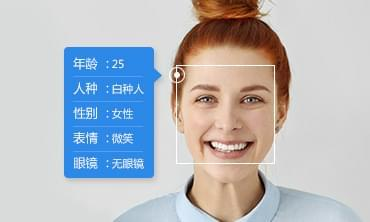 年龄 : 25
人种 : 白种人
性别 : 女性
表情 : 微笑
眼镜 : 无眼镜